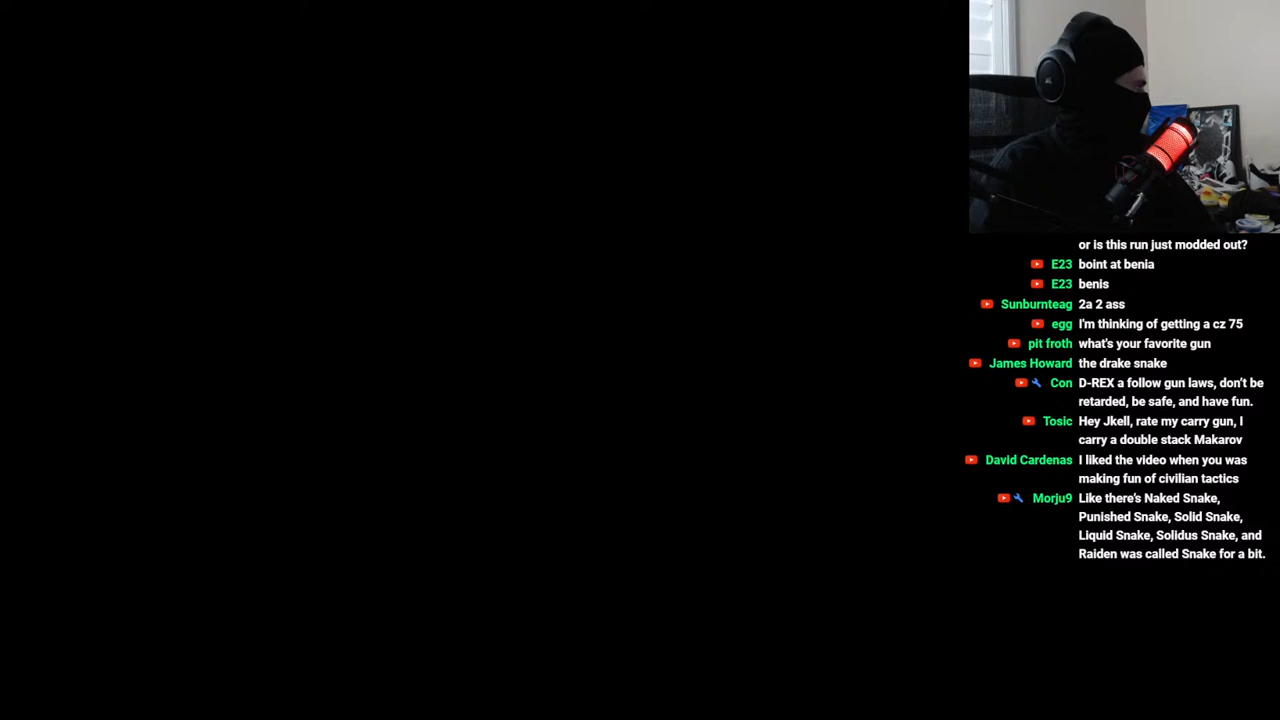 or is this run just modded out?
E23 boint at benia
E23 benis
Sunburnteag 2a 2 ass
egg I'm thinking of getting a cz 75
pit froth what's your favorite gun
James Howard the drake snake
Con D-REX a follow gun laws, don’t be
retarded, be safe, and have fun.
Tosic Hey Jkell, rate my carry gun, I
carry a double stack Makarov
David Cardenas I liked the video when you was
making fun of civilian tactics
Morju9 Like there’s Naked Snake,
Punished Snake, Solid Snake,
Liquid Snake, Solidus Snake, and
Raiden was called Snake for a bit.